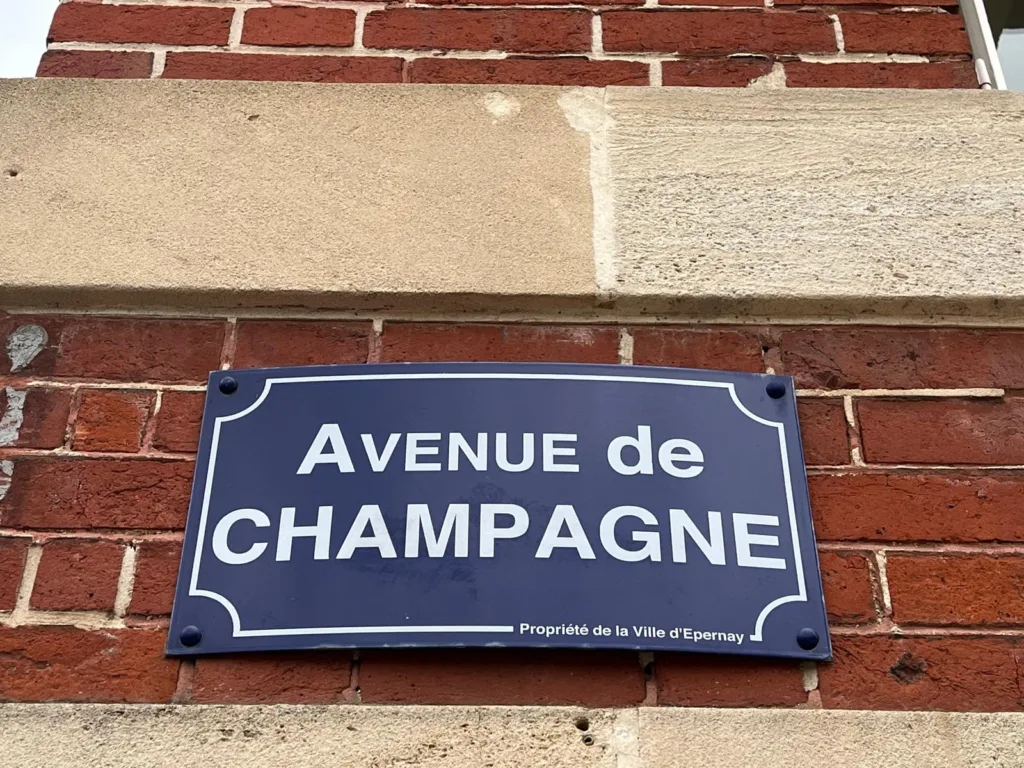 AVENUE de
CHAMPAGNE
Propriété de la Ville d'Epernay